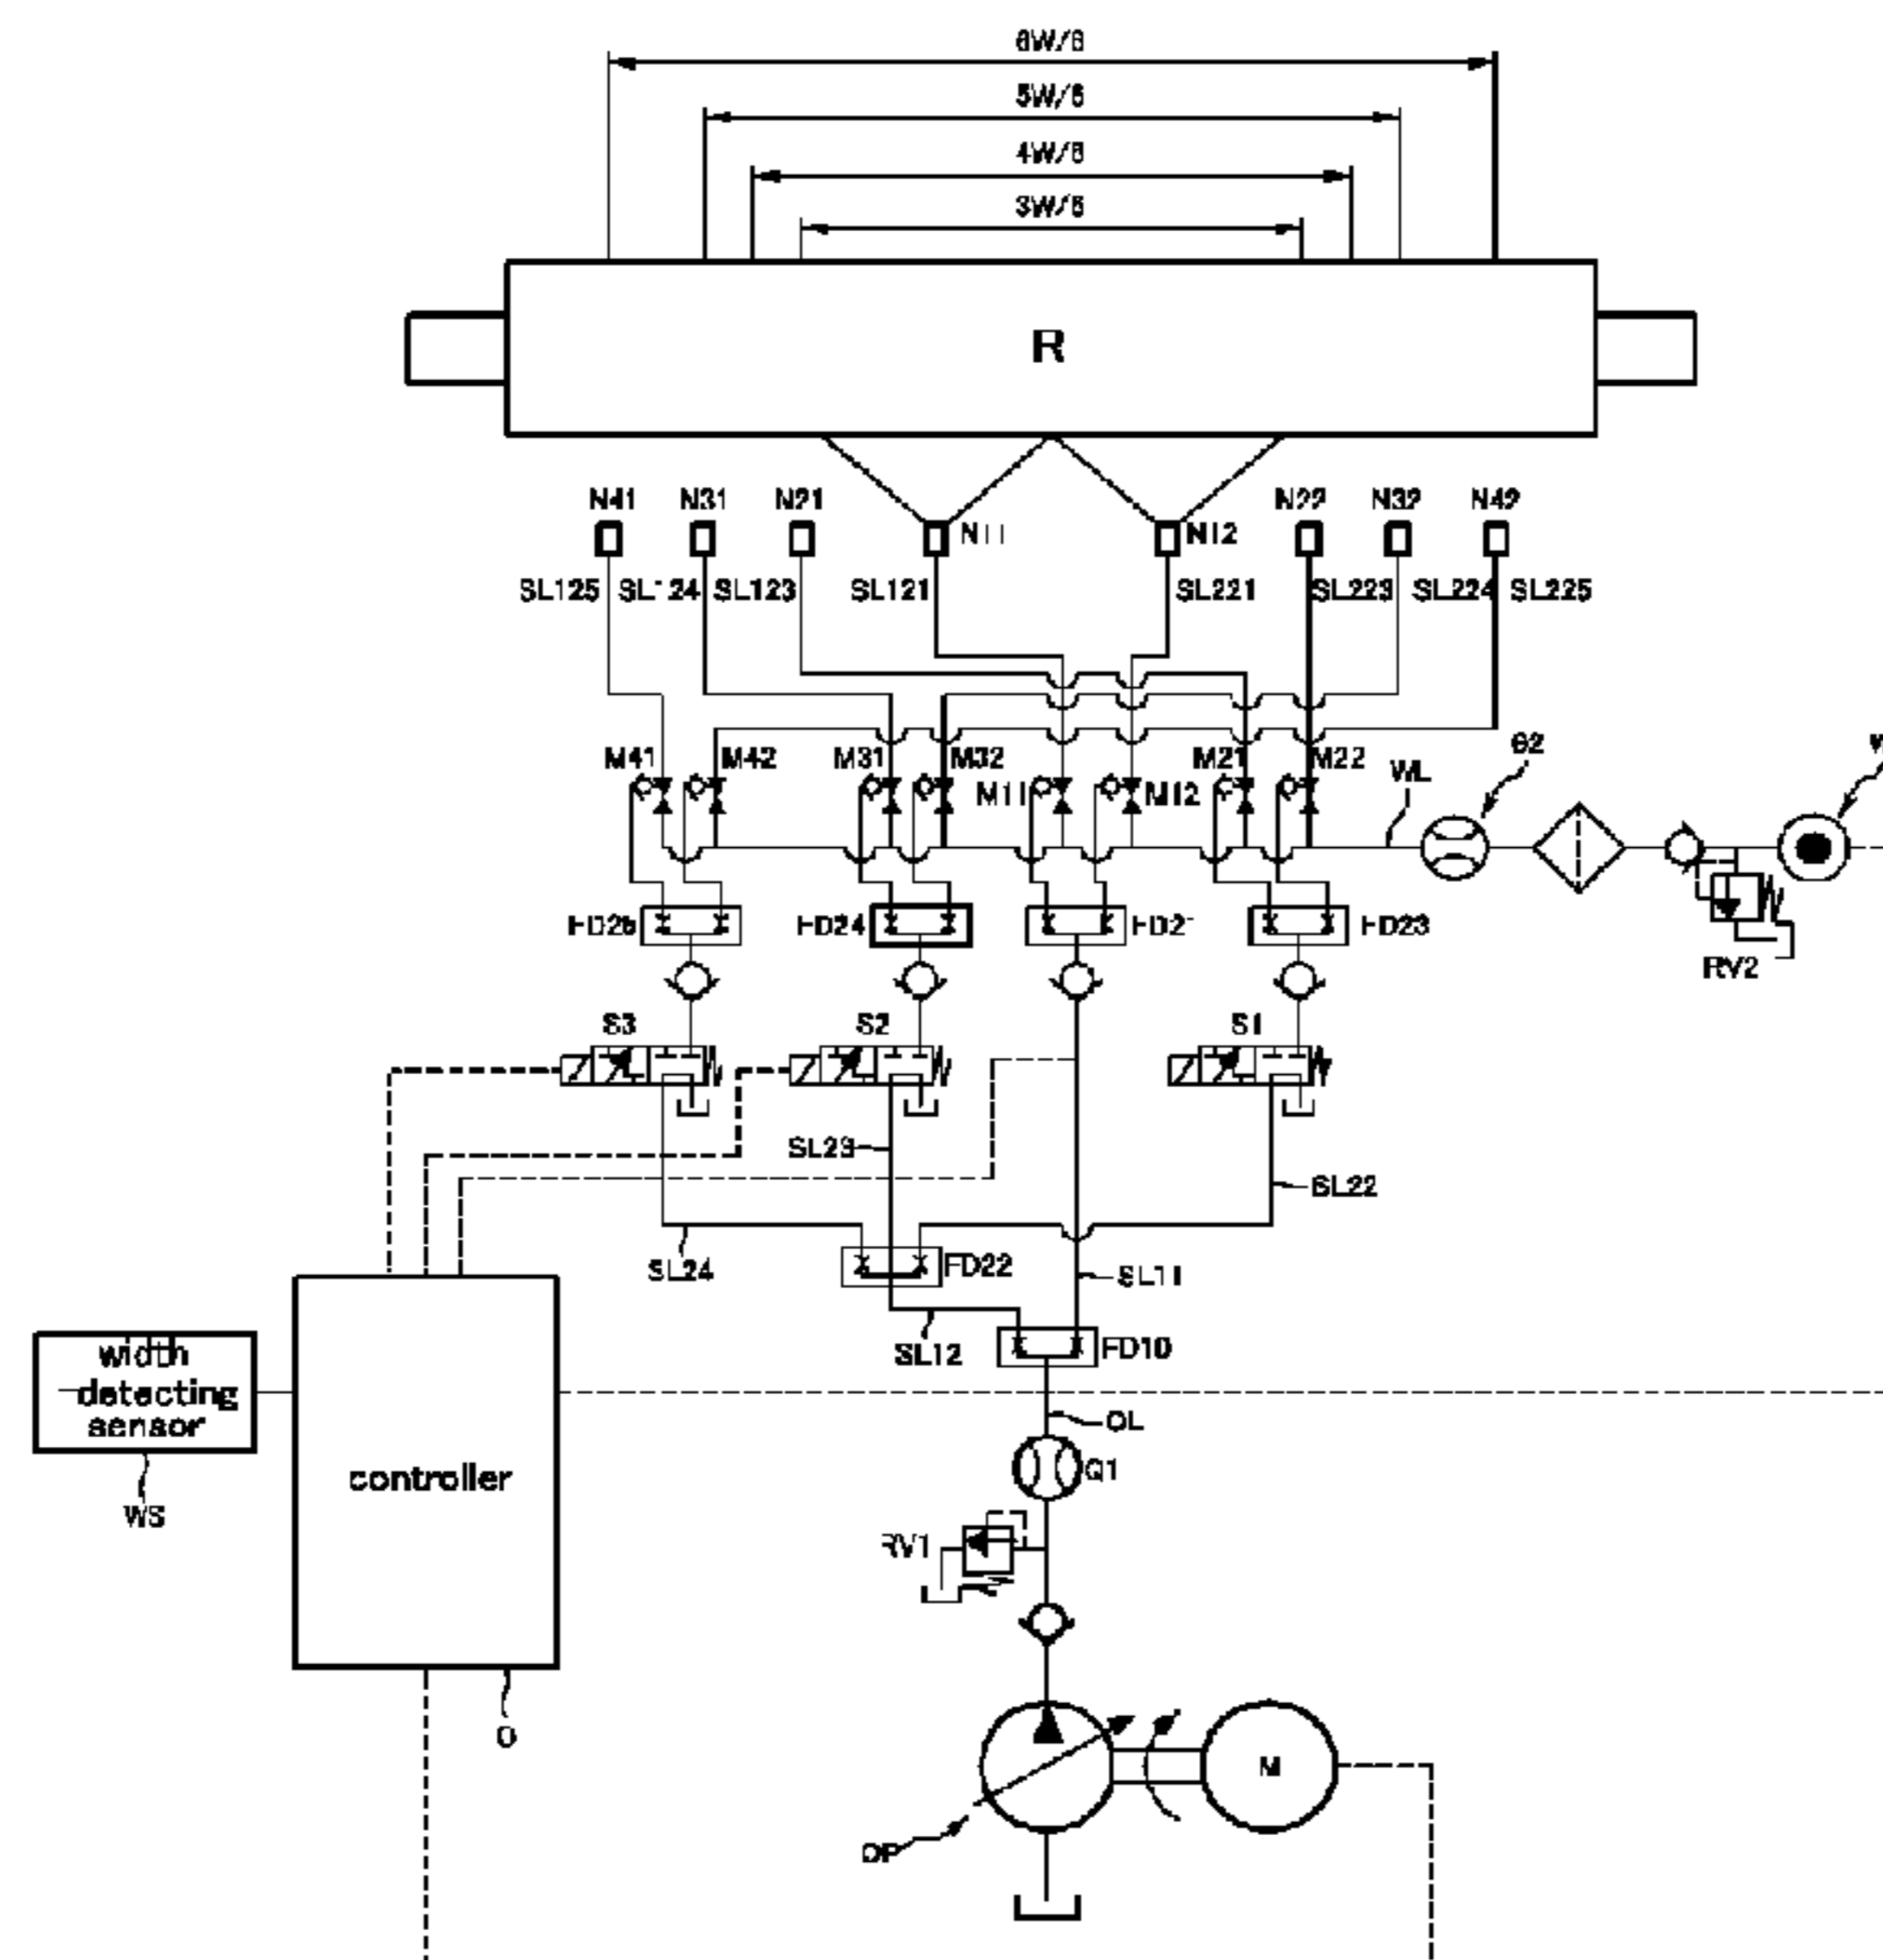 6W/6
5W/6
4W/6
3W/6
R
N41 N31 N21 N22 N32 N42
N11 N12
SL125 SL124 SL123 SL121 SL221 SL223 SL224 SL225
M41 M42 M31 M32 M21 M22
M11 M12
WL
FD24 FD23
RV2
S3 S2 S1
SL23
SL22
SL24
FD22
SL11
SL12
FD10
width
-detecting
sensor
OL
controller
Q1
WS
RV1
M
OP